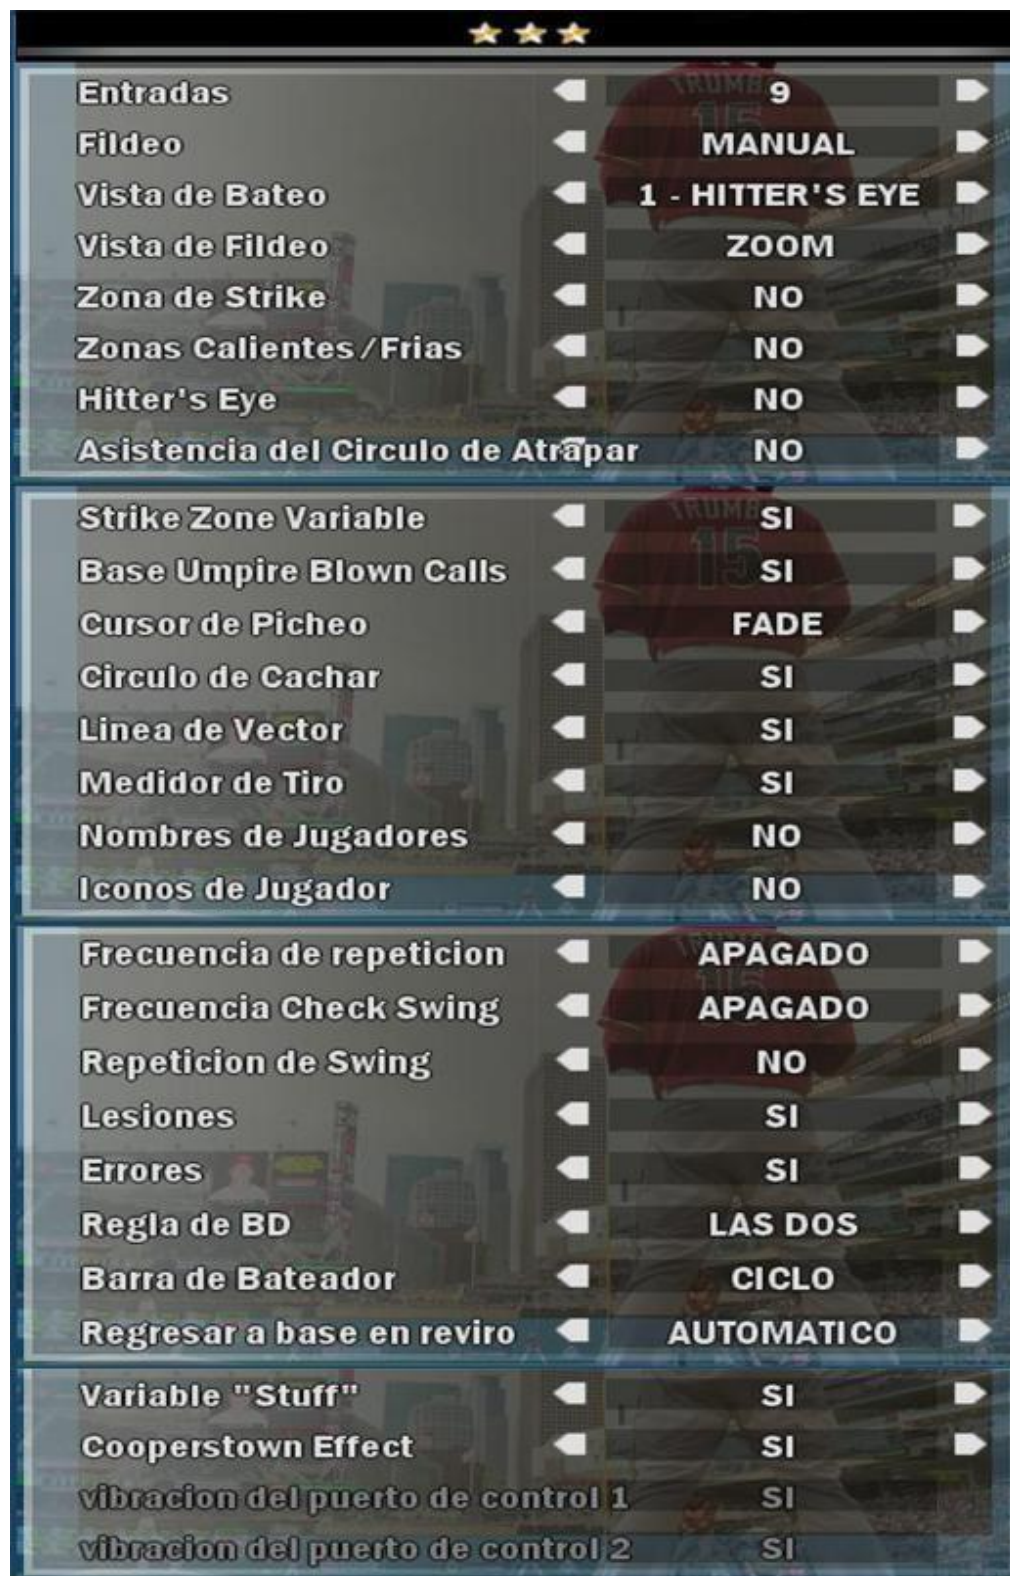 TRUMB
15
Entradas 9
Fildeo MANUAL
Vista de Bateo 1 - HITTER'S EYE
Vista de Fildeo ZOOM
Zona de Strike NO
Zonas Calientes/Frias NO
Hitter's Eye NO
Asistencia del Circulo de Atrapar NO
TRUMB
15
Strike Zone Variable SI
Base Umpire Blown Calls SI
Cursor de Picheo FADE
Circulo de Cachar SI
Linea de Vector SI
Medidor de Tiro SI
Nombres de Jugadores NO
Iconos de Jugador NO
Frecuencia de repeticion APAGADO
Frecuencia Check Swing APAGADO
Repeticion de Swing NO
Lesiones SI
Errores SI
Regla de BD LAS DOS
Barra de Bateador CICLO
Regresar a base en reviro AUTOMATICO
Variable "Stuff" SI
Cooperstown Effect SI
vibracion del puerto de control 1 SI
vibracion del puerto de control 2 SI